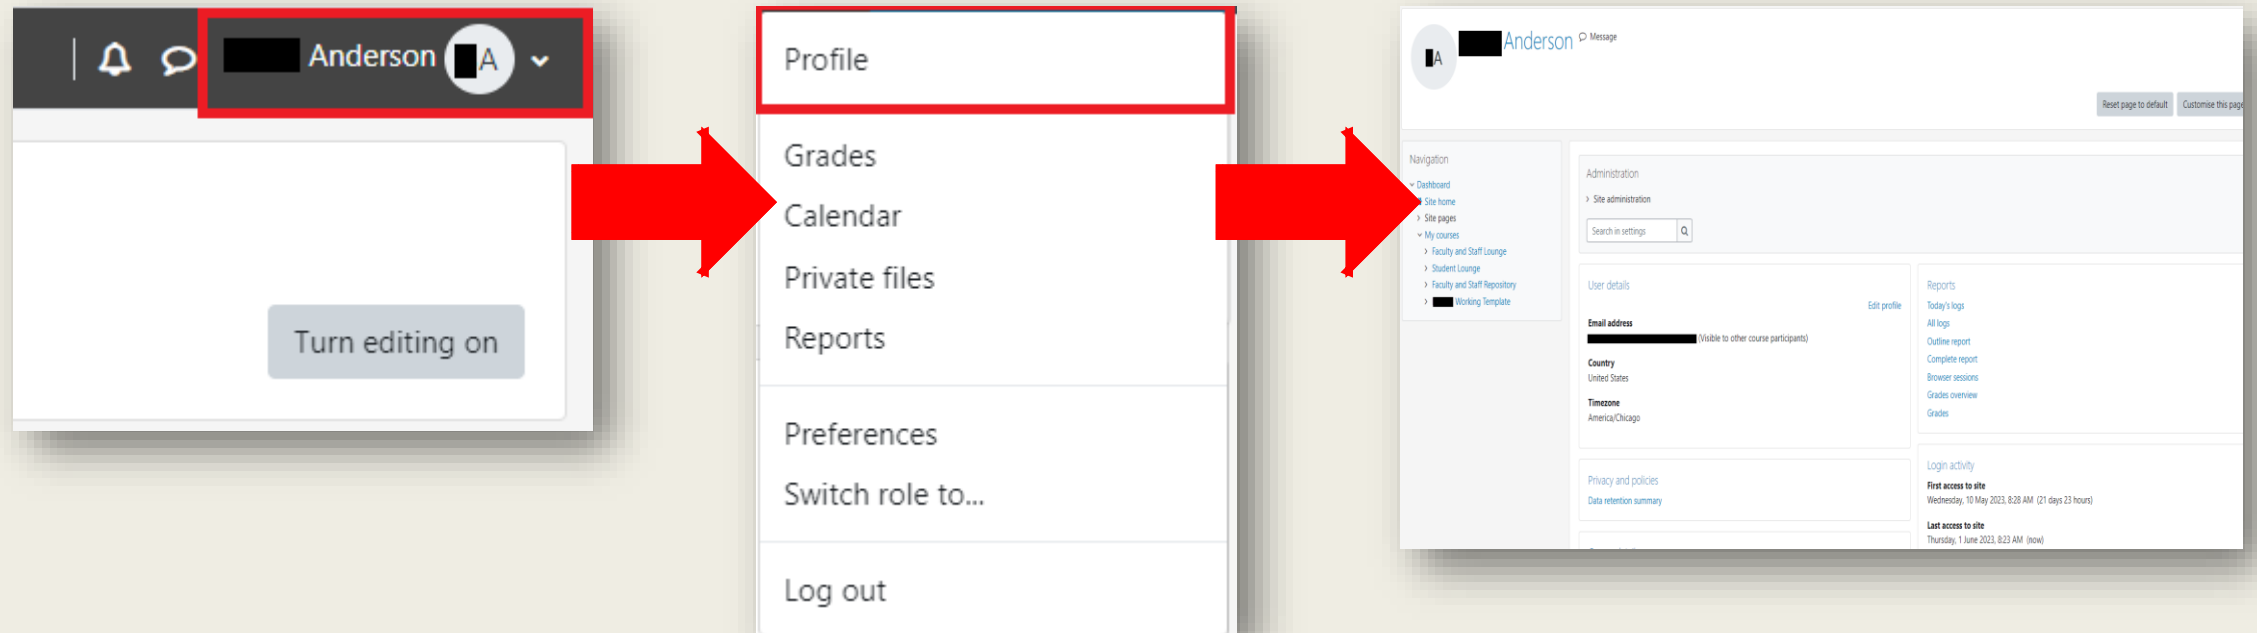 Anderson
A
Turn editing on
Profile
Grades
Calendar
Private files
Reports
Preferences
Switch role to...
Log out
A
Anderson
Message
Reset page to default
Customise this page
Navigation
Dashboard
Site home
Site pages
My courses
Faculty and Staff Lounge
Student Lounge
Faculty and Staff Repository
Working Template
Administration
Site administration
Search in settings
User details
Edit profile
Email address
(Visible to other course participants)
Country
United States
Timezone
America/Chicago
Privacy and policies
Data retention summary
Reports
Today's logs
All logs
Outline report
Complete report
Browser sessions
Grades overview
Grades
Login activity
First access to site
Wednesday, 10 May 2023, 8:28 AM (21 days 23 hours)
Last access to site
Thursday, 1 June 2023, 8:23 AM (now)